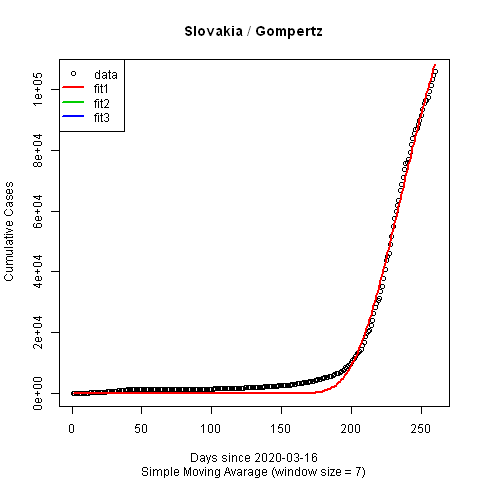 Slovakia / Gompertz
data
fit1
fit2
fit3
Cumulative Cases
1e+05
8e+04
6e+04
4e+04
2e+04
0e+00
0 50 100 150 200 250
Days since 2020-03-16
Simple Moving Avarage (window size = 7)